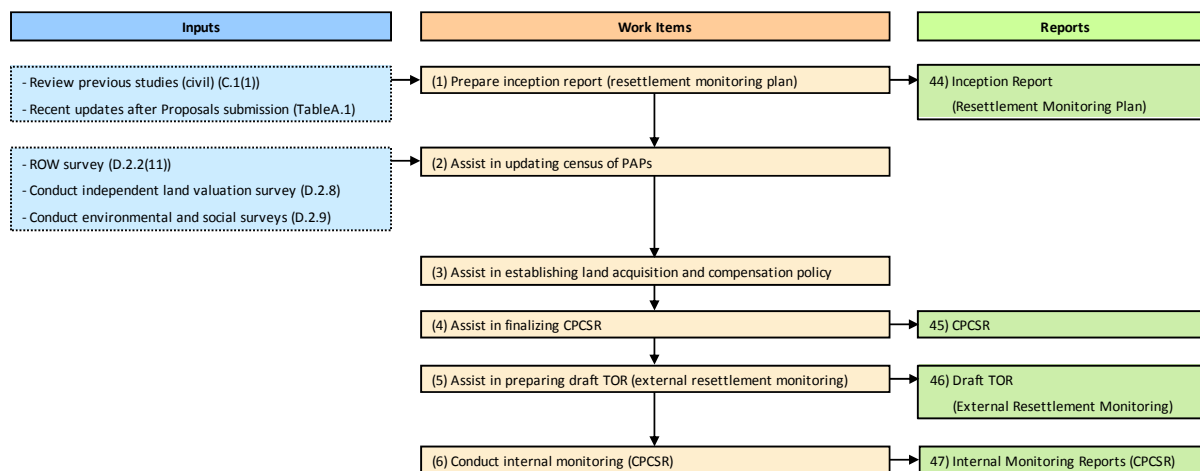 Inputs
Work Items
Reports
- Review previous studies (civil) (C.1(1))
- Recent updates after Proposals submission (TableA.1)
(1) Prepare inception report (resettlement monitoring plan)
44) Inception Report
(Resettlement Monitoring Plan)
- ROW survey (D.2.2(11))
- Conduct independent land valuation survey (D.2.8)
- Conduct environmental and social surveys (D.2.9)
(2) Assist in updating census of PAPs
(3) Assist in establishing land acquisition and compensation policy
(4) Assist in finalizing CPCSR
45) CPCSR
(5) Assist in preparing draft TOR (external resettlement monitoring)
46) Draft TOR
(External Resettlement Monitoring)
(6) Conduct internal monitoring (CPCSR)
47) Internal Monitoring Reports (CPCSR)